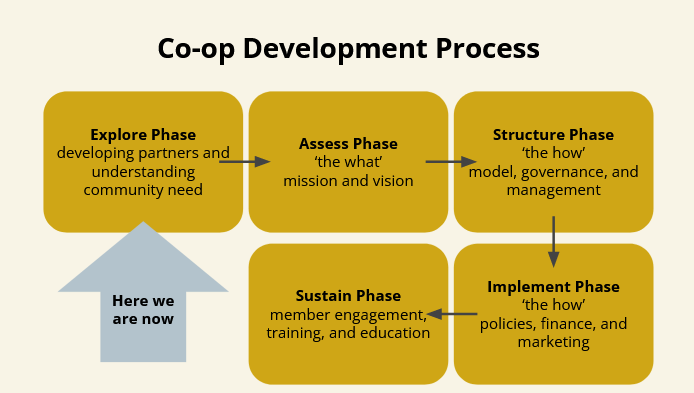 Co-op Development Process
Explore Phase
developing partners and
understanding
community need
Assess Phase
‘the what’
mission and vision
Structure Phase
‘the how’
model, governance, and
management
Here we
are now
Sustain Phase
member engagement,
training, and education
Implement Phase
‘the how’
policies, finance, and
marketing